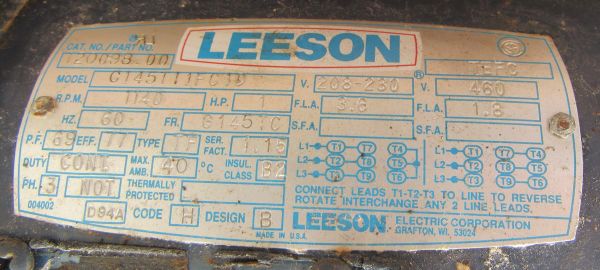 LEESON
CAT. NO./PART NO.
120098.00 TEFC
MODEL V. 208-230 V. 460
R.P.M. 1140 H.P. 1 F.L.A. 3.6 F.L.A. 1.8
HZ. 60 FR. G145TC S.F.A. S.F.A.
P.F. 69 EFF. 77 TYPE TF SER. FACT. 1.15
L1 T1 T7 T4 L1 T1 T7 T4
L2 T2 T8 T5 L2 T2 T8 T5
L3 T3 T9 T6 L3 T3 T9 T6
DUTY CONT. MAX. AMB. 40 °C INSUL. CLASS B2
PH. 3 NOT THERMALLY PROTECTED
CONNECT LEADS T1-T2-T3 TO LINE TO REVERSE
ROTATE INTERCHANGE ANY 2 LINE LEADS.
004002 D94A CODE H DESIGN B
LEESON ELECTRIC CORPORATION
GRAFTON, WI. 53024
MADE IN U.S.A.